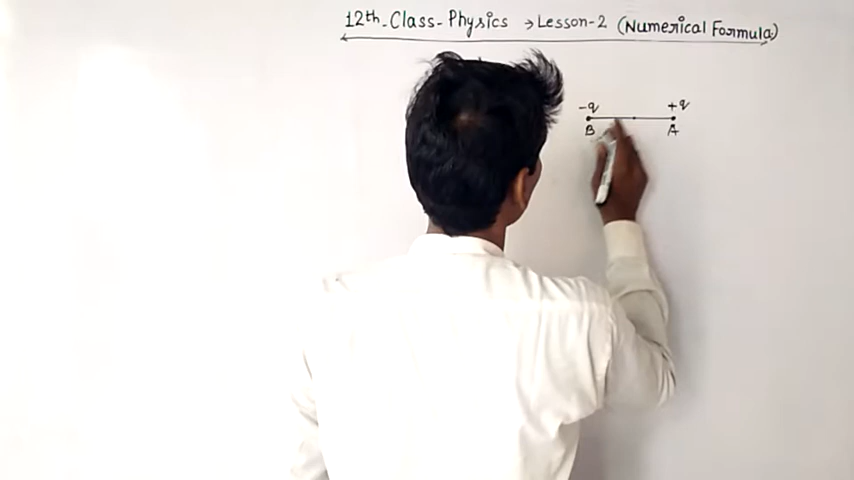 12th-Class-Physics → Lesson-2 (Numerical Formula)
-q +q
B A